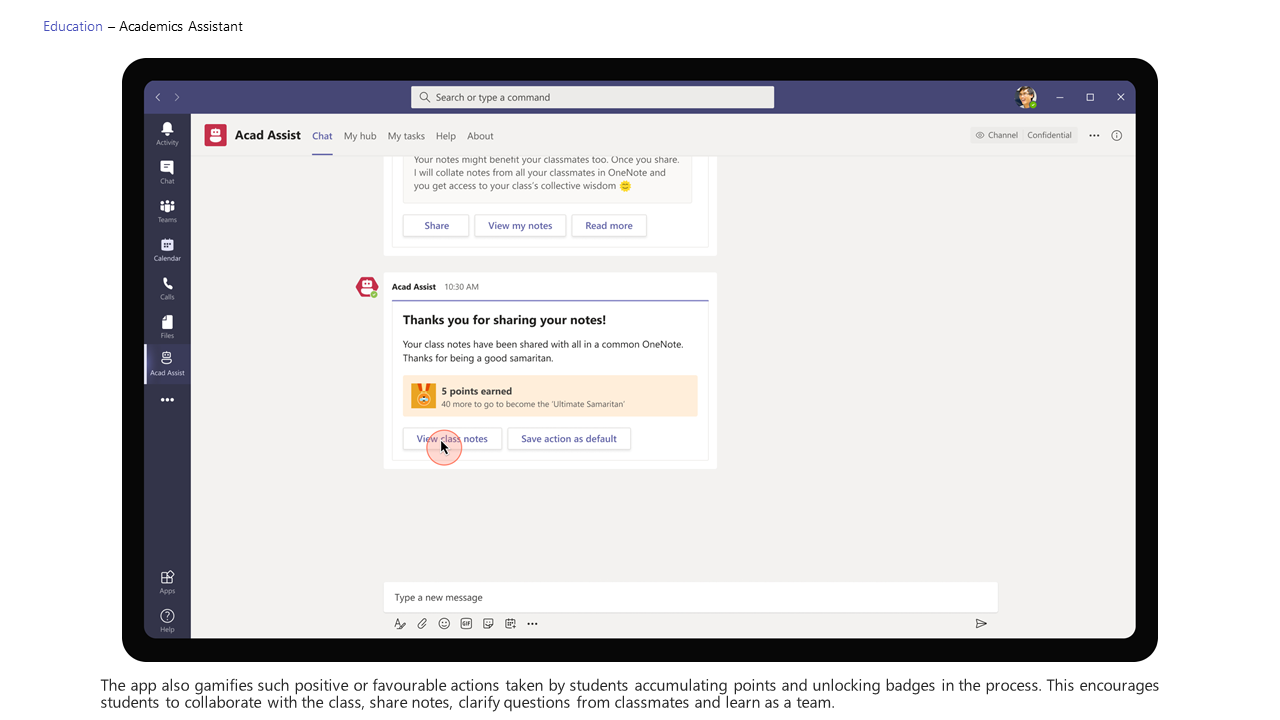 Education – Academics Assistant
Search or type a command
Acad Assist Chat My hub My tasks Help About
Channel Confidential
Activity
Chat
Teams
Calendar
Calls
Files
Acad Assist
Apps
Help
Your notes might benefit your classmates too. Once you share.
I will collate notes from all your classmates in OneNote and
you get access to your class's collective wisdom
Share View my notes Read more
Acad Assist 10:30 AM
Thanks you for sharing your notes!
Your class notes have been shared with all in a common OneNote.
Thanks for being a good samaritan.
5 points earned
40 more to go to become the 'Ultimate Samaritan'
View class notes Save action as default
Type a new message
GIF
The app also gamifies such positive or favourable actions taken by students accumulating points and unlocking badges in the process. This encourages
students to collaborate with the class, share notes, clarify questions from classmates and learn as a team.